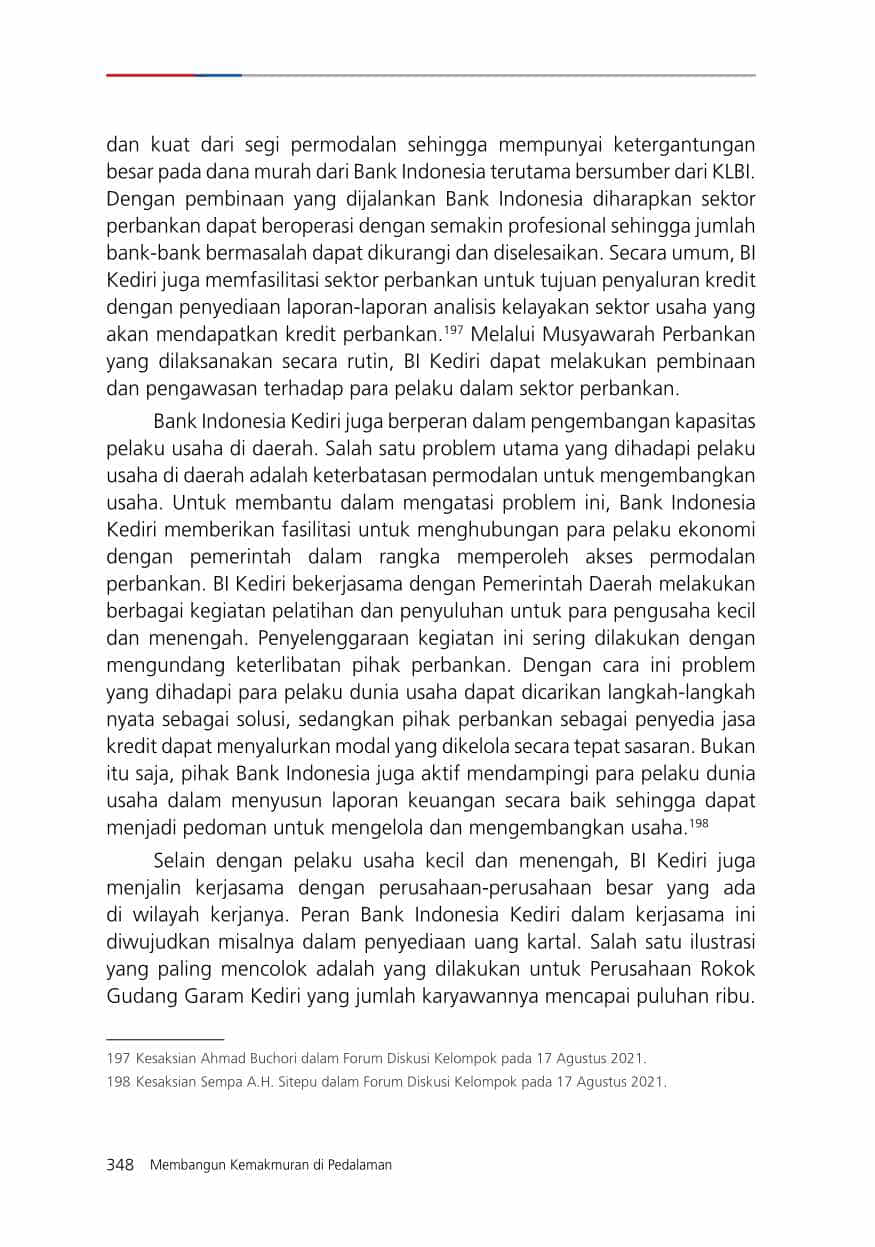 dan kuat dari segi permodalan sehingga mempunyai ketergantungan
besar pada dana murah dari Bank Indonesia terutama bersumber dari KLBI.
Dengan pembinaan yang dijalankan Bank Indonesia diharapkan sektor
perbankan dapat beroperasi dengan semakin profesional sehingga jumlah
bank-bank bermasalah dapat dikurangi dan diselesaikan. Secara umum, BI
Kediri juga memfasilitasi sektor perbankan untuk tujuan penyaluran kredit
dengan penyediaan laporan-laporan analisis kelayakan sektor usaha yang
akan mendapatkan kredit perbankan.197 Melalui Musyawarah Perbankan
yang dilaksanakan secara rutin, BI Kediri dapat melakukan pembinaan
dan pengawasan terhadap para pelaku dalam sektor perbankan.
Bank Indonesia Kediri juga berperan dalam pengembangan kapasitas
pelaku usaha di daerah. Salah satu problem utama yang dihadapi pelaku
usaha di daerah adalah keterbatasan permodalan untuk mengembangkan
usaha. Untuk membantu dalam mengatasi problem ini, Bank Indonesia
Kediri memberikan fasilitasi untuk menghubungan para pelaku ekonomi
dengan pemerintah dalam rangka memperoleh akses permodalan
perbankan. BI Kediri bekerjasama dengan Pemerintah Daerah melakukan
berbagai kegiatan pelatihan dan penyuluhan untuk para pengusaha kecil
dan menengah. Penyelenggaraan kegiatan ini sering dilakukan dengan
mengundang keterlibatan pihak perbankan. Dengan cara ini problem
yang dihadapi para pelaku dunia usaha dapat dicarikan langkah-langkah
nyata sebagai solusi, sedangkan pihak perbankan sebagai penyedia jasa
kredit dapat menyalurkan modal yang dikelola secara tepat sasaran. Bukan
itu saja, pihak Bank Indonesia juga aktif mendampingi para pelaku dunia
usaha dalam menyusun laporan keuangan secara baik sehingga dapat
menjadi pedoman untuk mengelola dan mengembangkan usaha.198
Selain dengan pelaku usaha kecil dan menengah, BI Kediri juga
menjalin kerjasama dengan perusahaan-perusahaan besar yang ada
di wilayah kerjanya. Peran Bank Indonesia Kediri dalam kerjasama ini
diwujudkan misalnya dalam penyediaan uang kartal. Salah satu ilustrasi
yang paling mencolok adalah yang dilakukan untuk Perusahaan Rokok
Gudang Garam Kediri yang jumlah karyawannya mencapai puluhan ribu.
197 Kesaksian Ahmad Buchori dalam Forum Diskusi Kelompok pada 17 Agustus 2021.
198 Kesaksian Sempa A.H. Sitepu dalam Forum Diskusi Kelompok pada 17 Agustus 2021.
348 Membangun Kemakmuran di Pedalaman